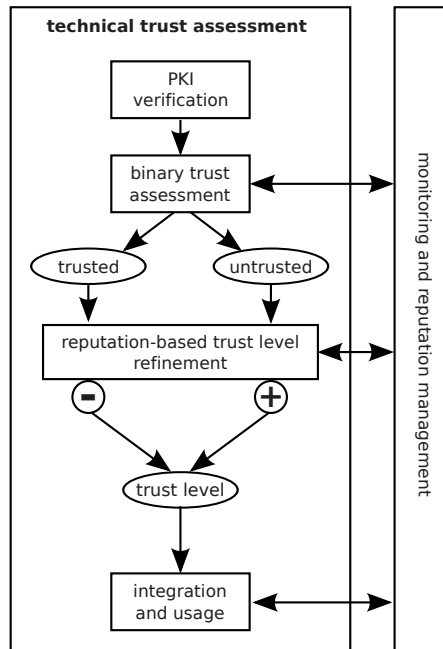 technical trust assessment
PKI
verification
binary trust
assessment
trusted
untrusted
reputation-based trust level
refinement
-
+
trust level
integration
and usage
monitoring and reputation management